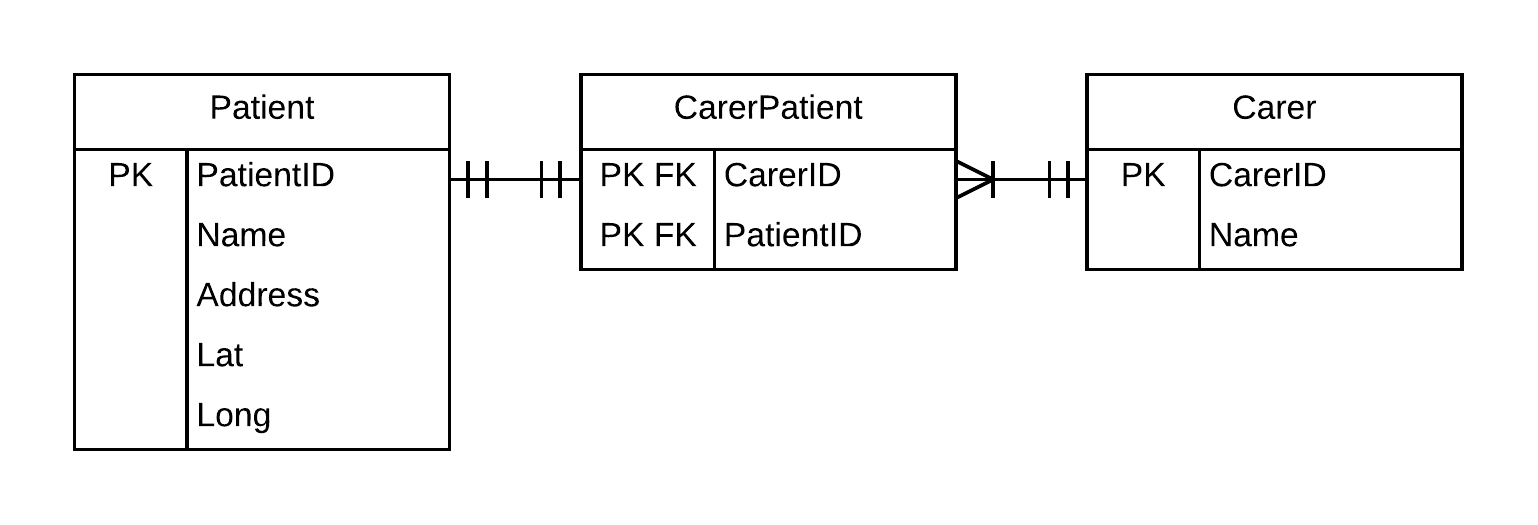 Patient
PK PatientID
Name
Address
Lat
Long
CarerPatient
PK FK CarerID
PK FK PatientID
Carer
PK CarerID
Name